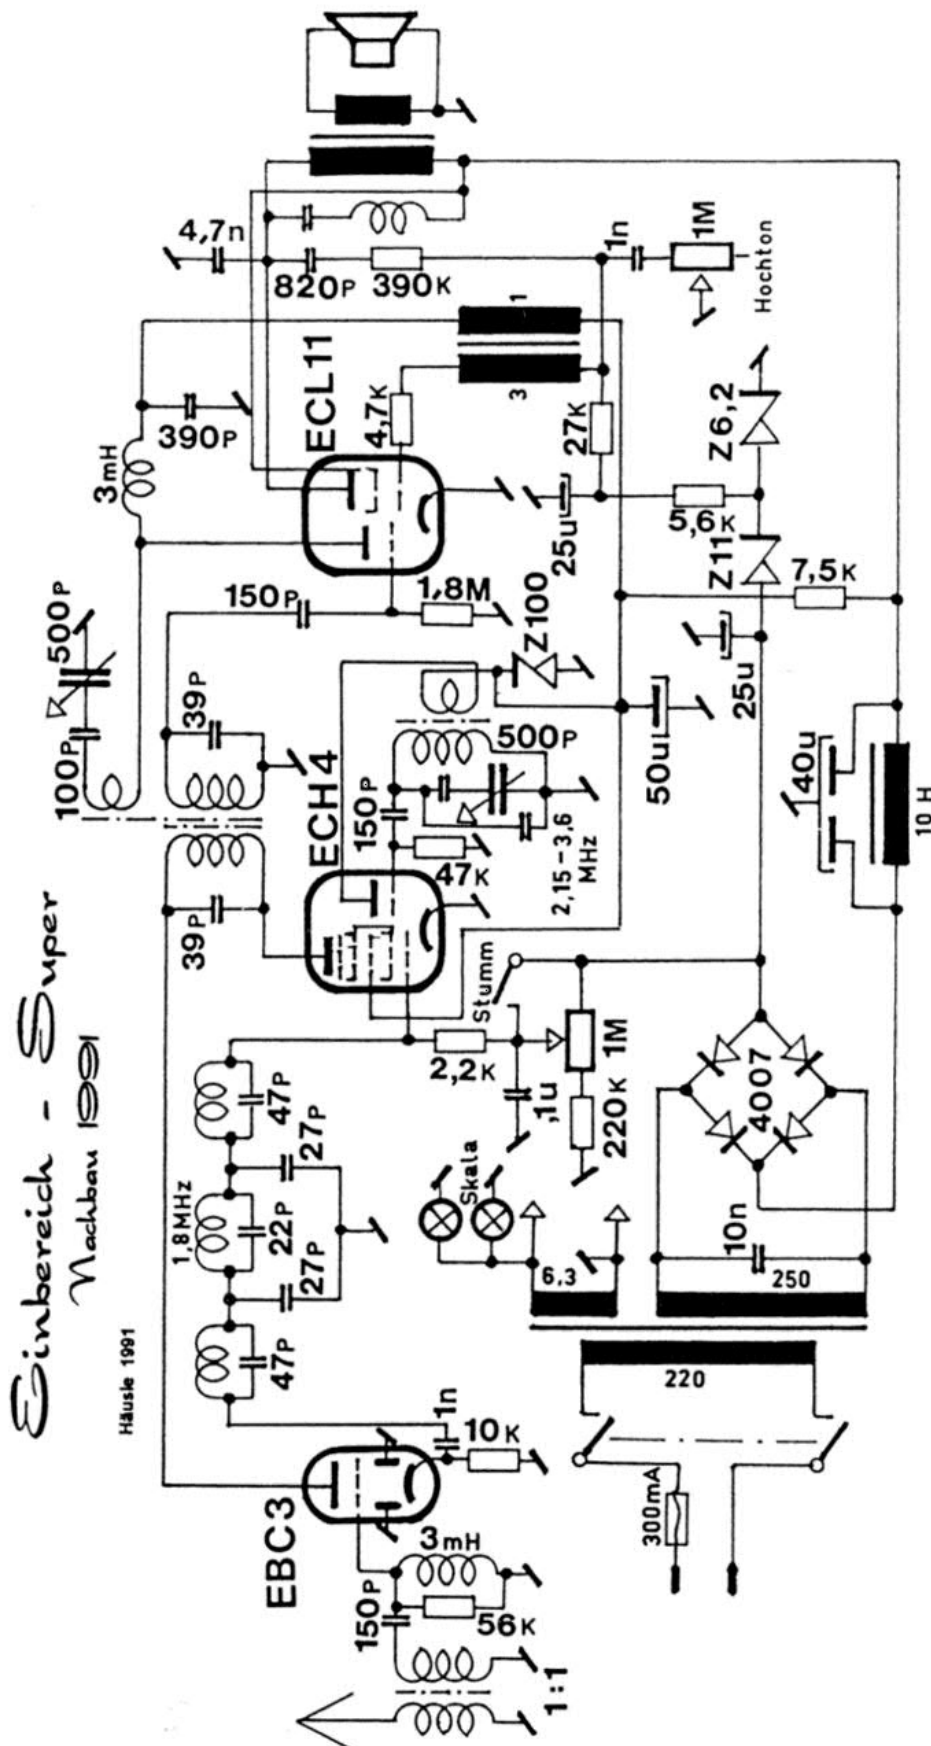 Einbereich - Super
Nachbau 1991
Häusle 1991
EBC3
150P
3mH
56K
1:1
1n
10K
47P
1,8MHz
22P
27P
27P
47P
39P
ECH4
150P
47K
500P
2,15-3,6
MHz
39P
100P
500P
150P
1,8M
Z100
3mH
390P
ECL11
4,7K
3
1
4,7n
820P
390K
1n
1M
Hochton
27K
25u
5,6K
Z6,2
Z11
7,5K
25u
50u
40u
10H
Stumm
2,2K
,1u
1M
220K
Skala
6,3
10n
250
4007
220
300mA